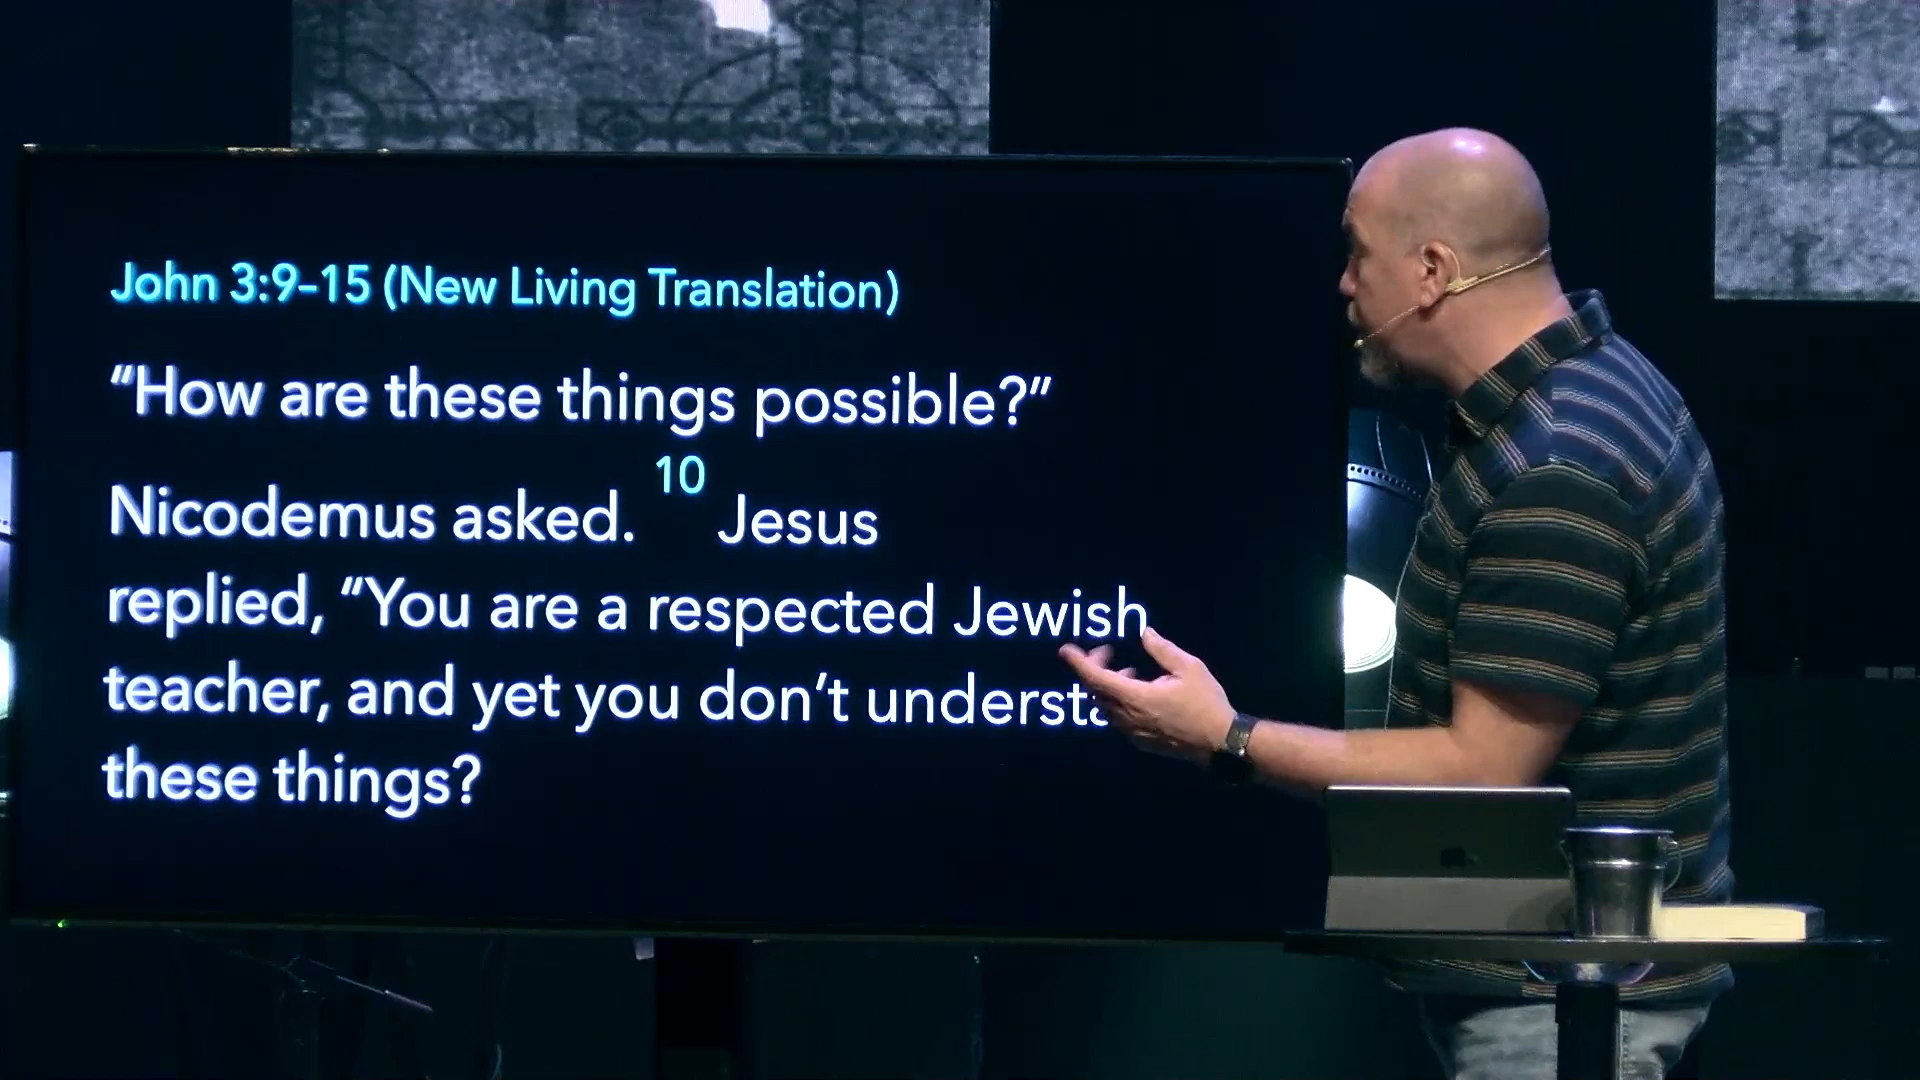 John 3:9–15 (New Living Translation)
“How are these things possible?”
Nicodemus asked. 10 Jesus
replied, “You are a respected Jewish
teacher, and yet you don’t
these things?